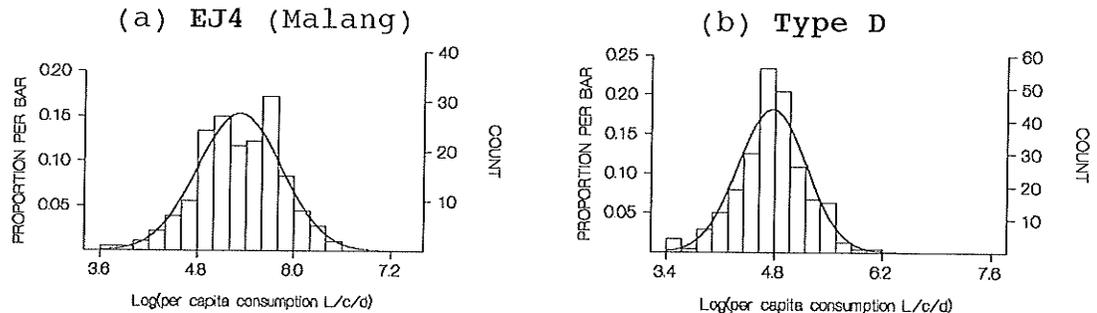 (a) EJ4 (Malang)
PROPORTION PER BAR
0.20
0.15
0.10
0.05
40
30
20
10
COUNT
3.6 4.8 8.0 7.2
Log(per capita consumption L/c/d)
(b) Type D
PROPORTION PER BAR
0.25
0.20
0.15
0.10
0.05
60
50
40
30
20
10
COUNT
3.4 4.8 6.2 7.6
Log(per capita consumption L/c/d)